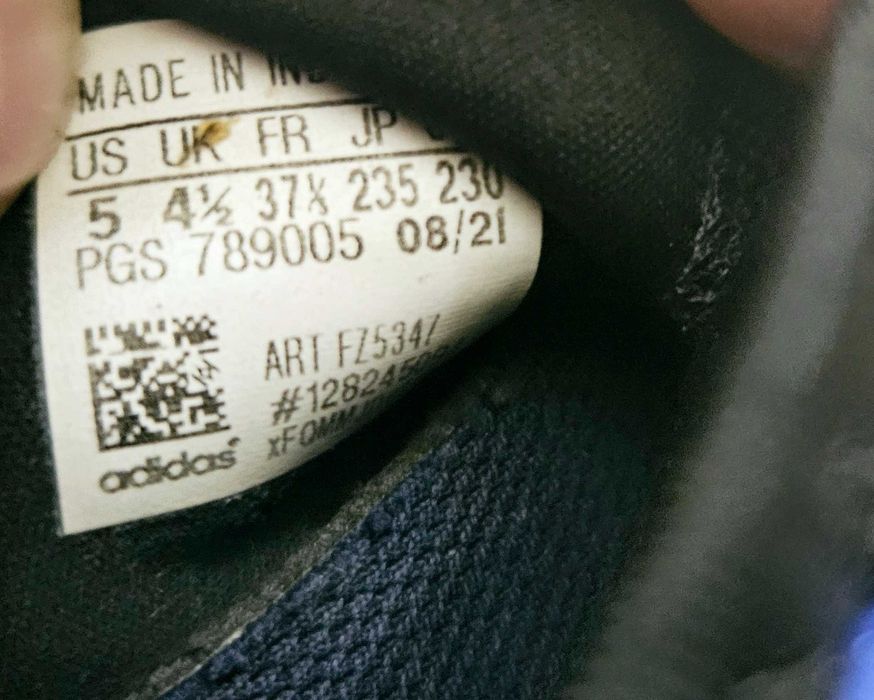 MADE IN
US UK FR JP
5 4½ 37⅓ 235 230
PGS 789005 08/21
ART FZ5347
#12824
adidas